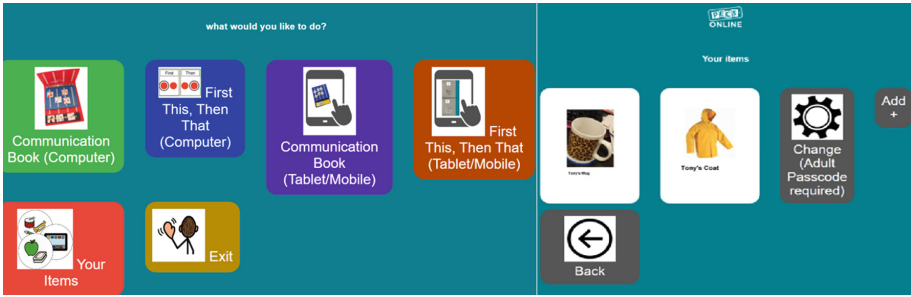 what would you like to do?
Communication
Book (Computer)
First Then
First
This, Then
That
(Computer)
Communication
Book
(Tablet/Mobile)
First
This, Then That
(Tablet/Mobile)
Your
Items
Exit
PECS
ONLINE
Your items
Tony's Mug
Tony's Coat
Change
(Adult
Passcode
required)
Add
+
Back